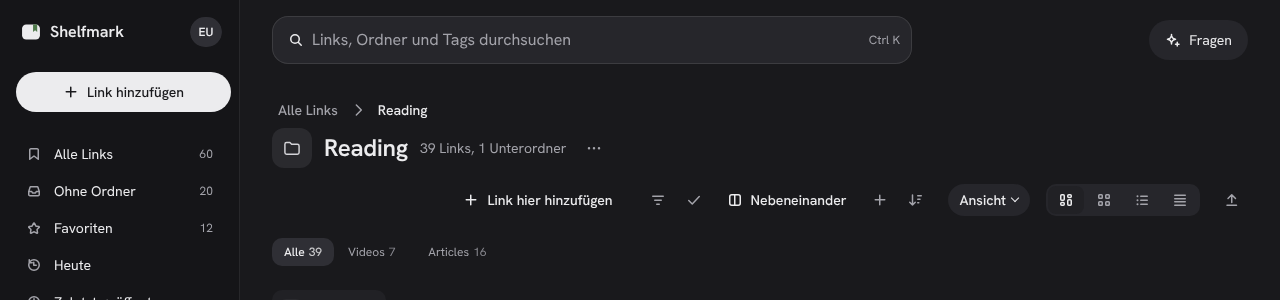 Shelfmark
EU
Links, Ordner und Tags durchsuchen
Ctrl K
Fragen
Link hinzufügen
Alle Links
Reading
Reading
39 Links, 1 Unterordner
Alle Links 60
Ohne Ordner 20
Favoriten 12
Heute
Link hier hinzufügen
Nebeneinander
Ansicht
Alle 39
Videos 7
Articles 16